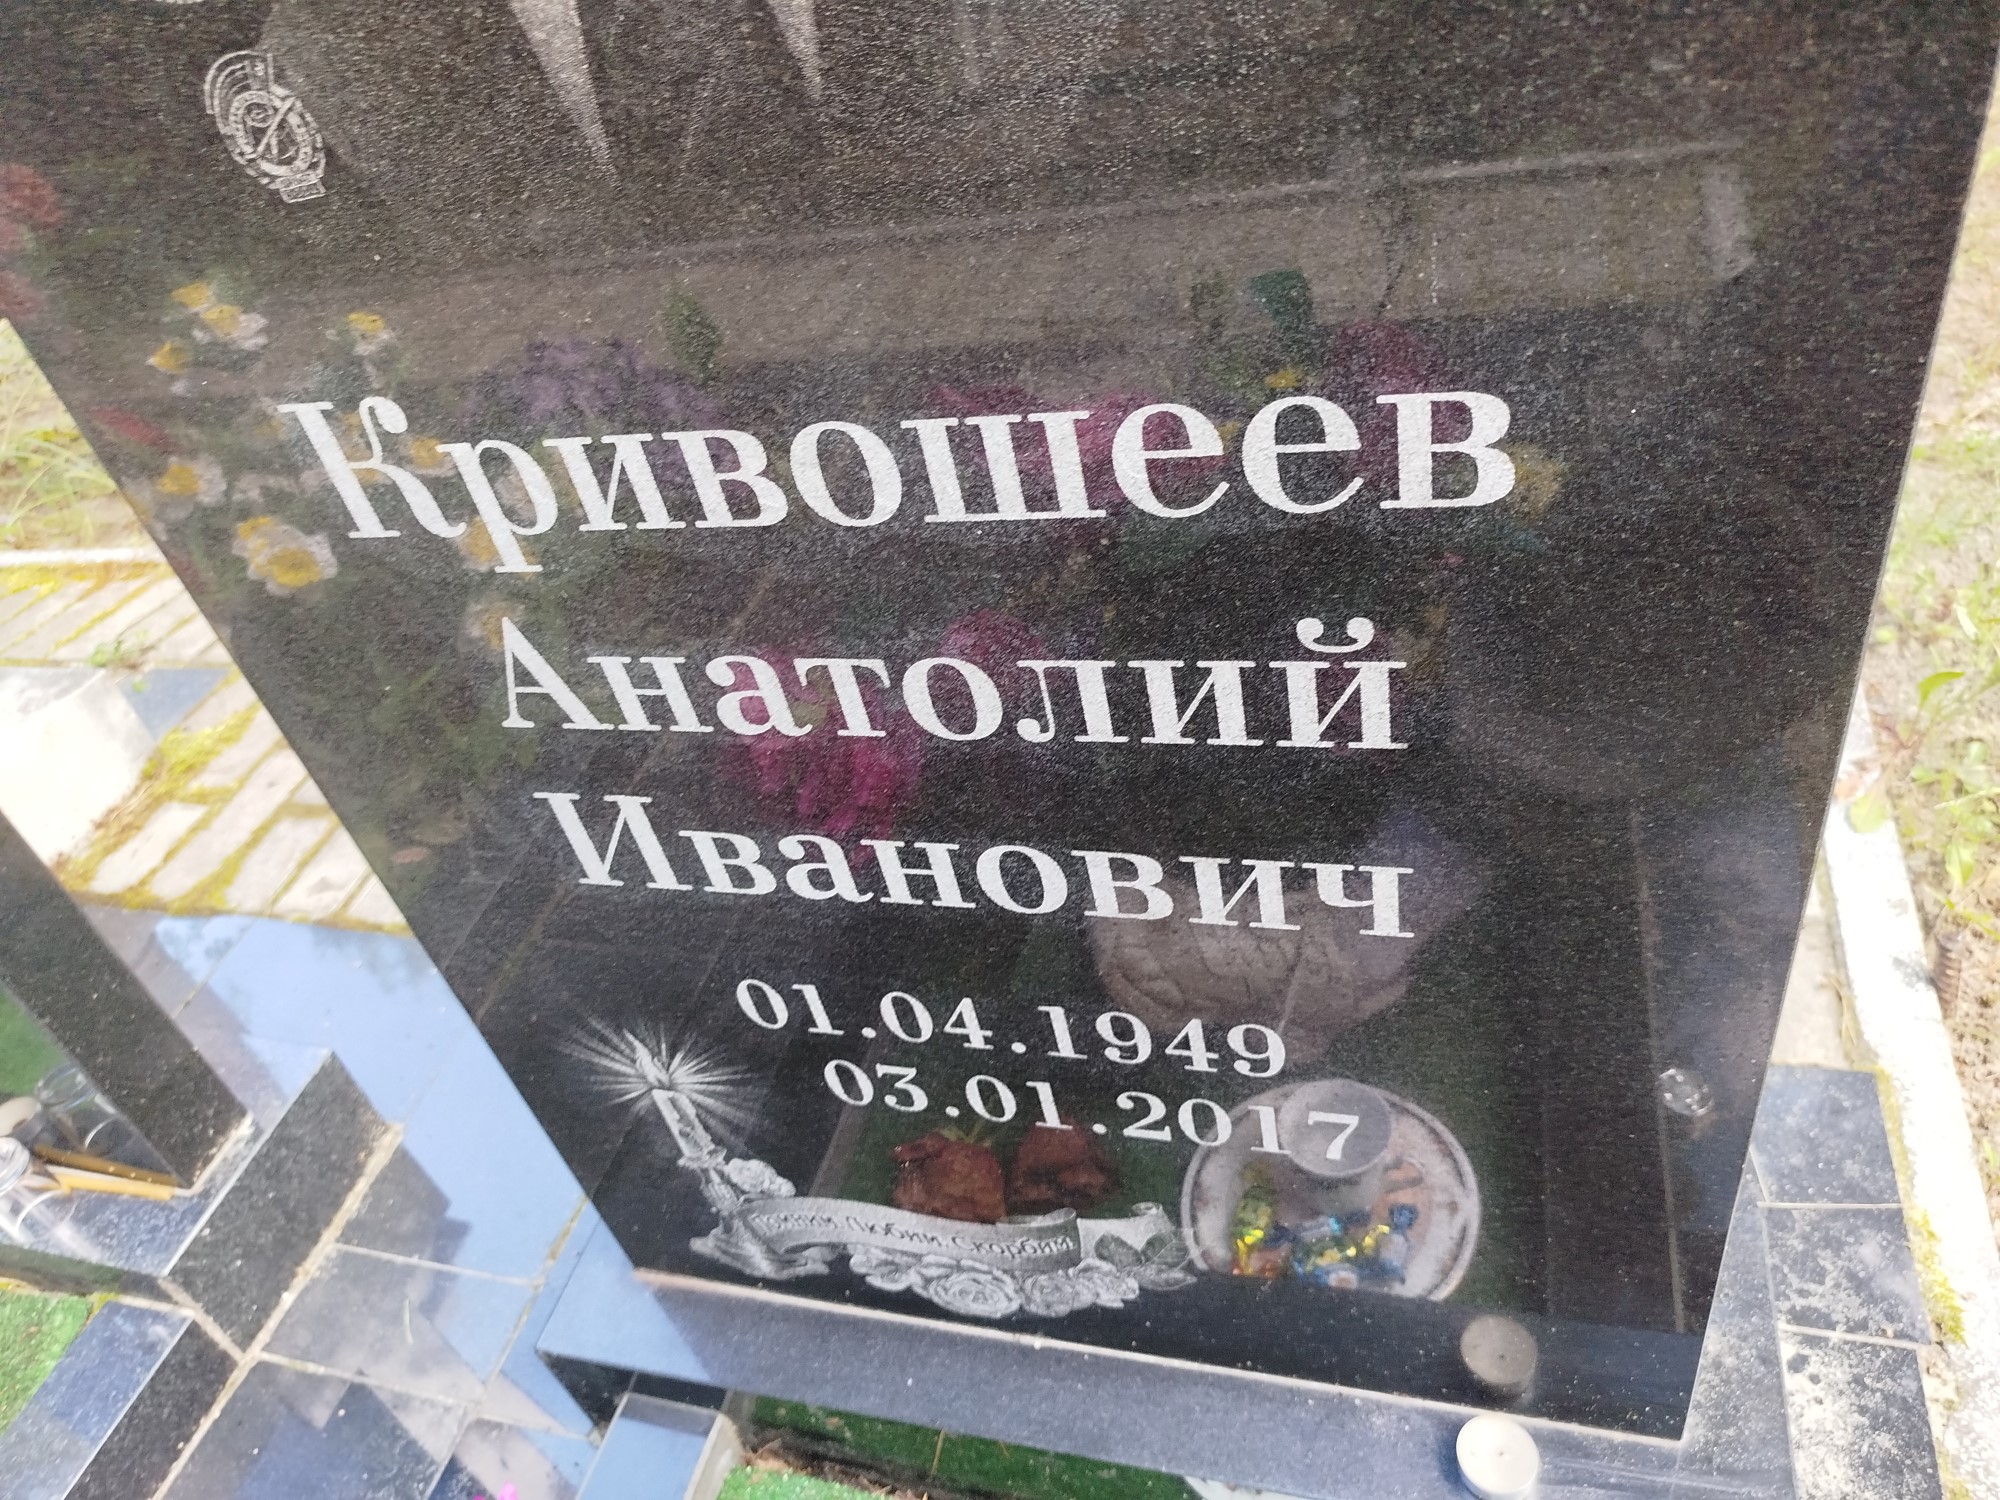 Кривошеев
Анатолий
Иванович
01.04.1949
03.01.2017
Помним. Любим. Скорбим.